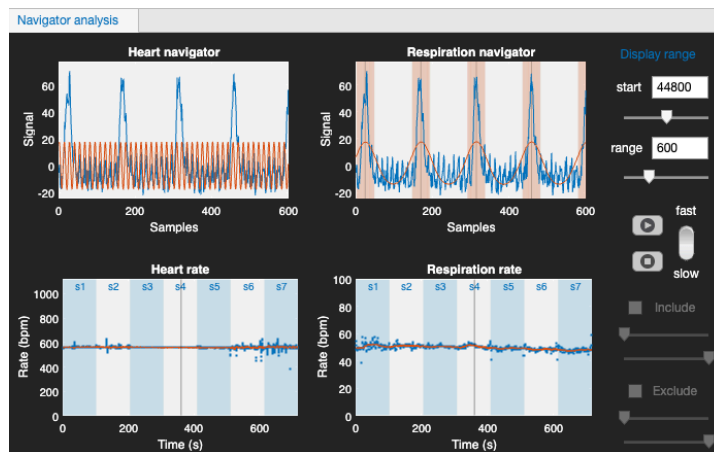 Navigator analysis
Heart navigator
Signal
60
40
20
0
-20
0
200
400
600
Samples
Respiration navigator
Signal
60
40
20
0
-20
0
200
400
600
Samples
Display range
start 44800
range 600
fast
slow
Include
Exclude
Heart rate
Rate (bpm)
1000
800
600
400
200
0
s1 s2 s3 s4 s5 s6 s7
0
200
400
600
Time (s)
Respiration rate
Rate (bpm)
100
80
60
40
20
0
s1 s2 s3 s4 s5 s6 s7
0
200
400
600
Time (s)